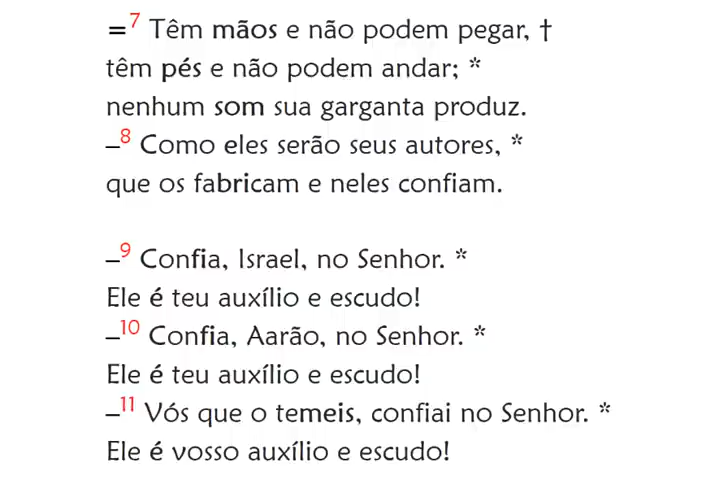 =7 Têm mãos e não podem pegar, †
têm pés e não podem andar; *
nenhum som sua garganta produz.
–8 Como eles serão seus autores, *
que os fabricam e neles confiam.
–9 Confia, Israel, no Senhor. *
Ele é teu auxílio e escudo!
–10 Confia, Aarão, no Senhor. *
Ele é teu auxílio e escudo!
–11 Vós que o temeis, confiai no Senhor. *
Ele é vosso auxílio e escudo!